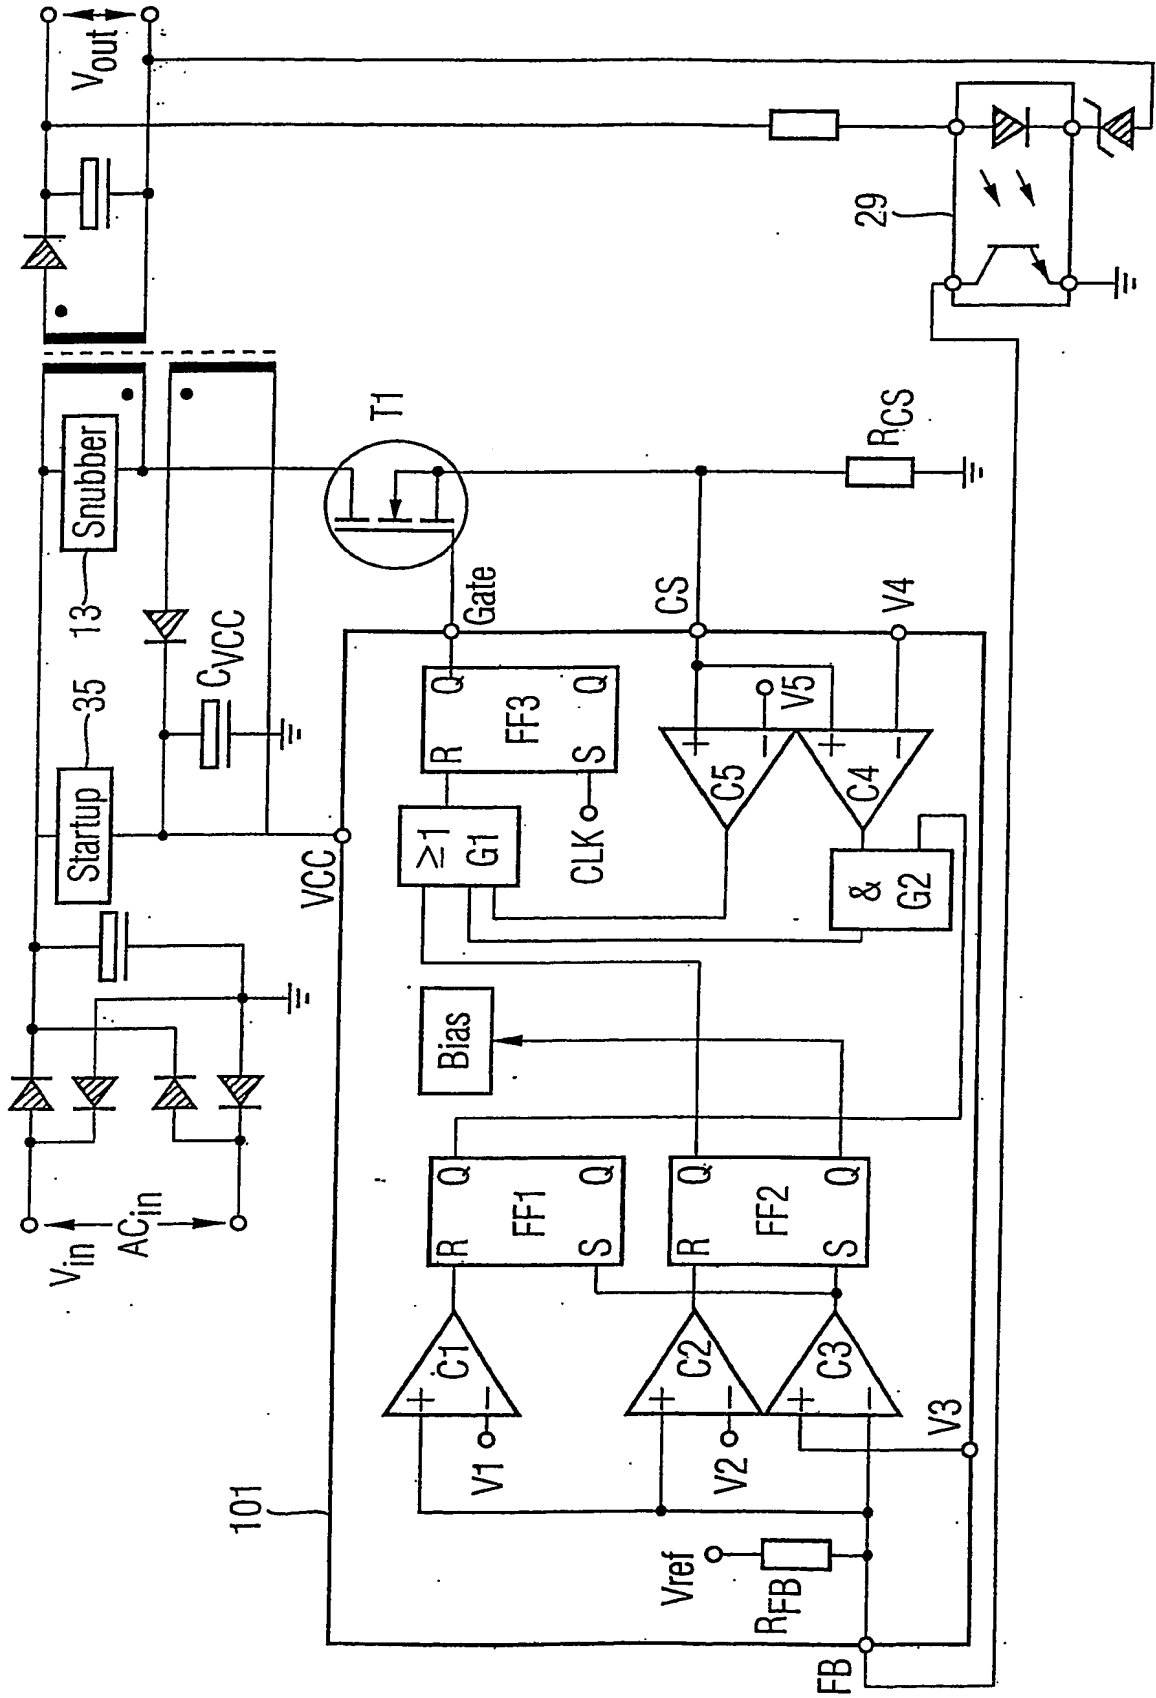 Vout
Vin
ACin
Startup
35
Snubber
13
CVCC
VCC
T1
Gate
CS
RCS
V4
29
101
Bias
≥1
G1
CLK
R
S
FF3
Q
Q
C5
+
−
V5
C4
+
−
&
G2
R
S
FF1
Q
Q
R
S
FF2
Q
Q
C1
+
−
V1
C2
+
−
V2
C3
+
−
V3
Vref
RFB
FB